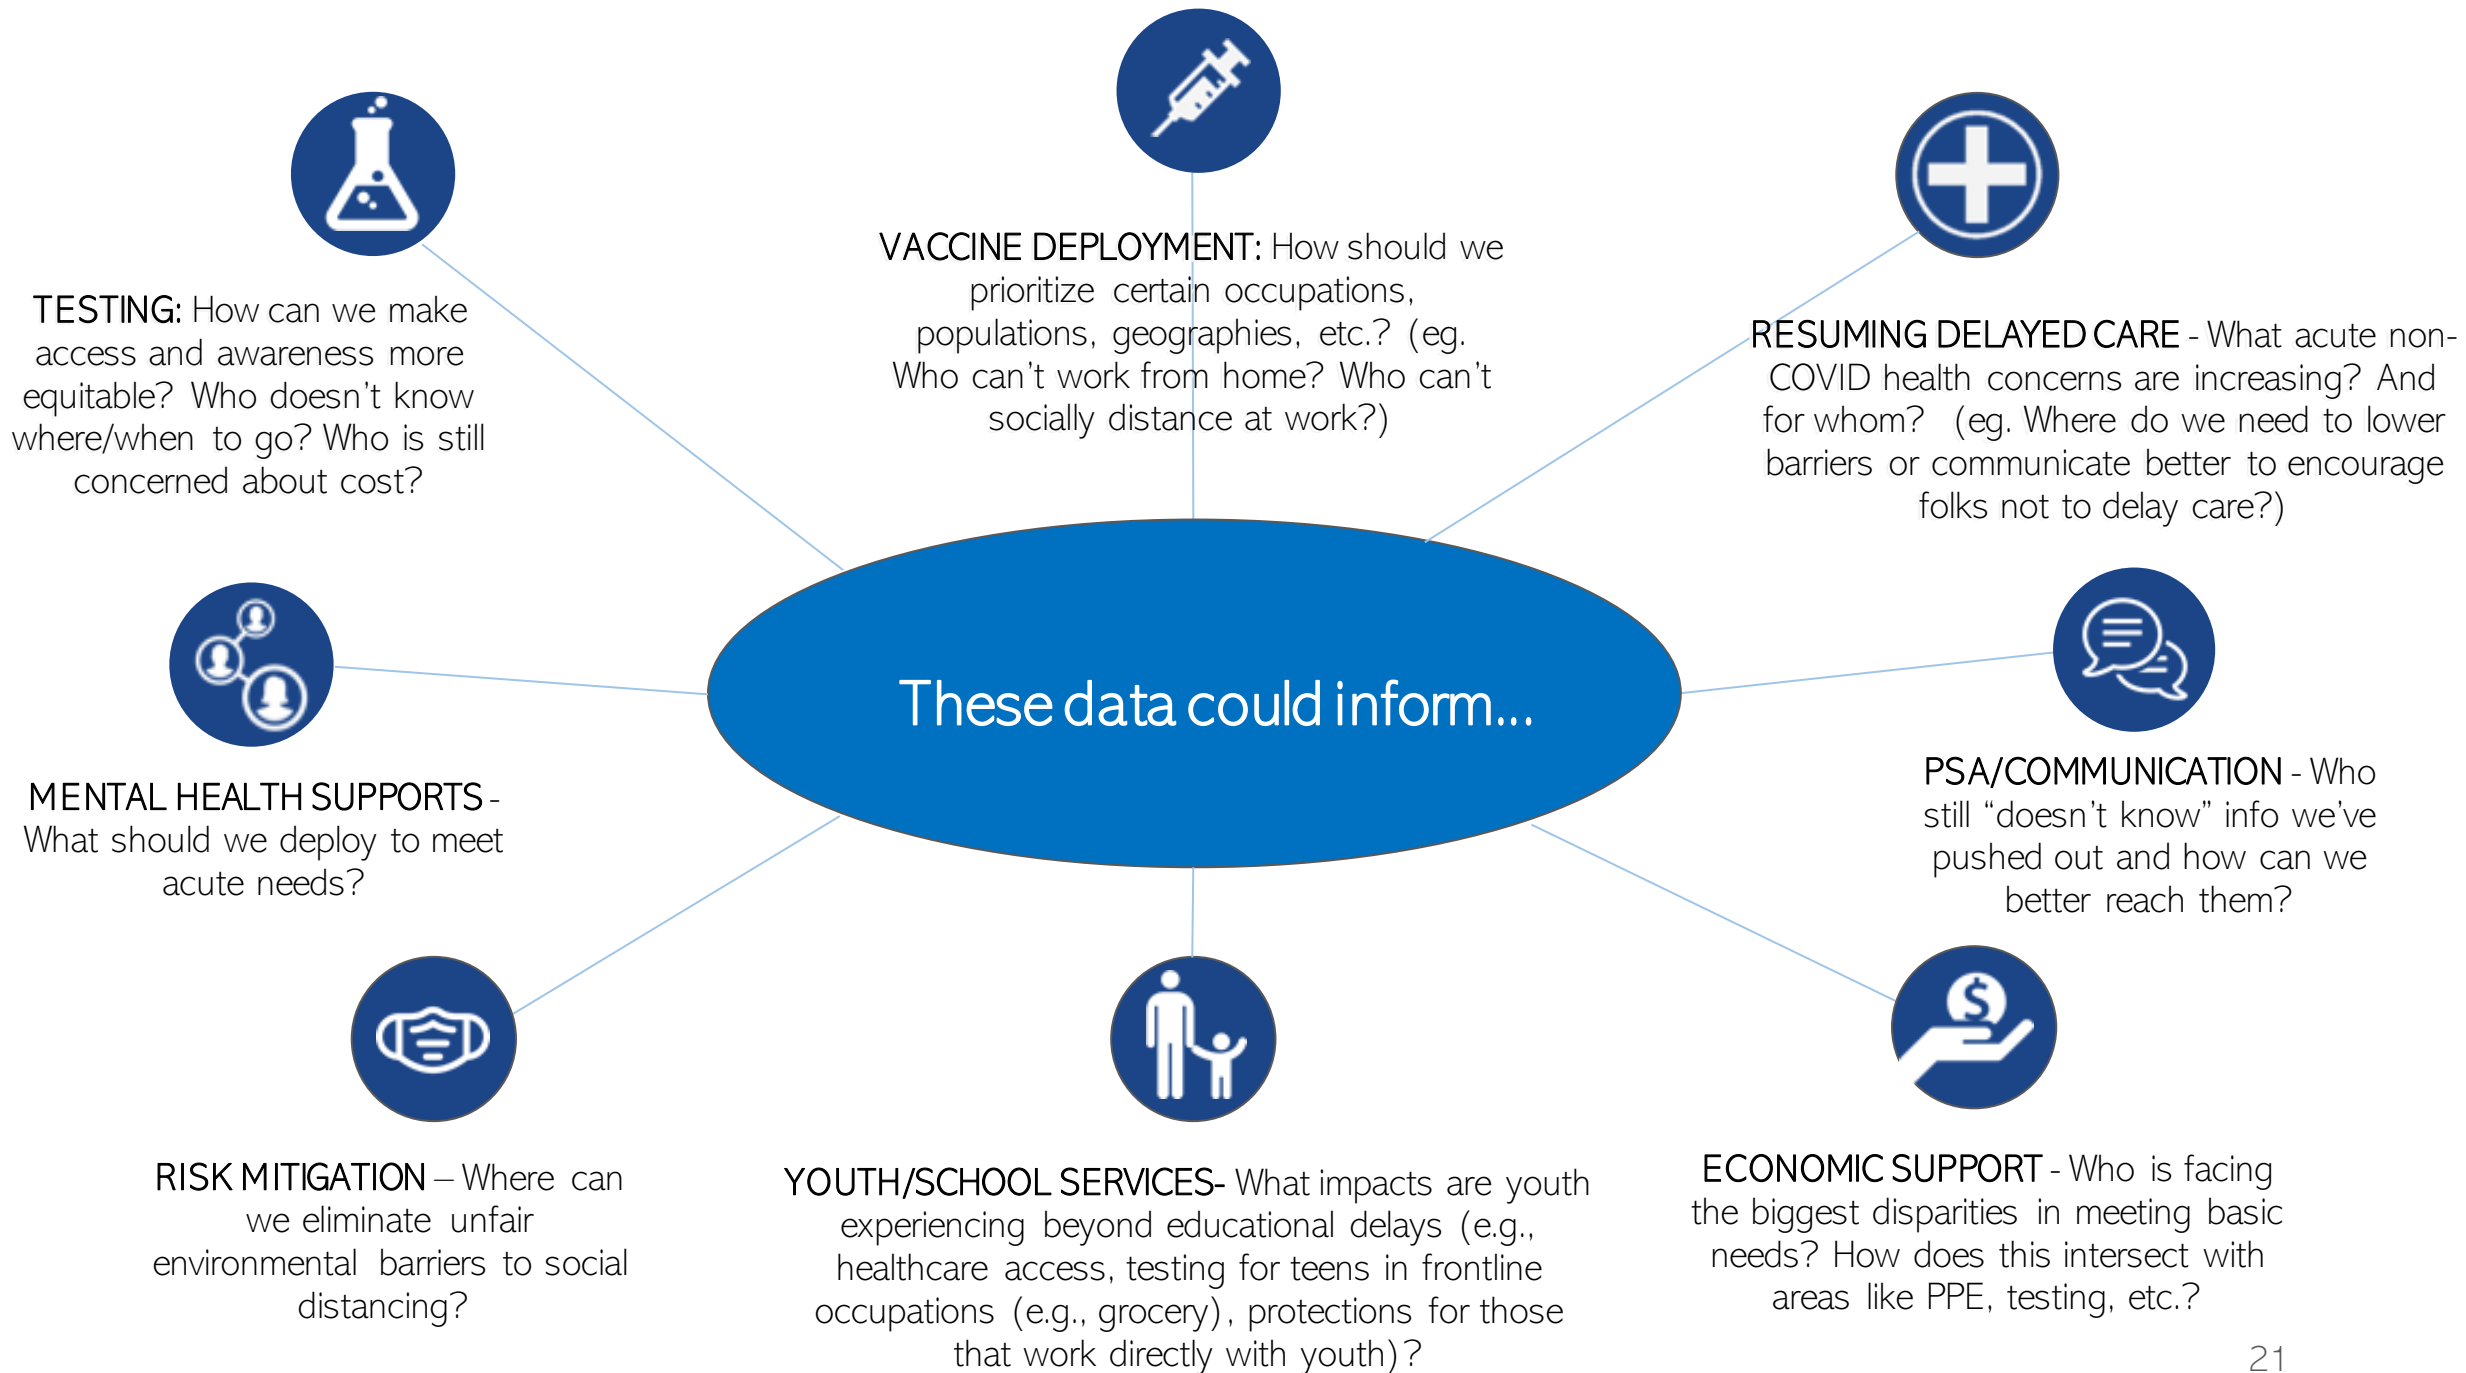 VACCINE DEPLOYMENT: How should we
prioritize certain occupations,
populations, geographies, etc.? (eg.
Who can't work from home? Who can't
socially distance at work?)
TESTING: How can we make
access and awareness more
equitable? Who doesn't know
where/when to go? Who is still
concerned about cost?
RESUMING DELAYED CARE - What acute non-
COVID health concerns are increasing? And
for whom? (eg. Where do we need to lower
barriers or communicate better to encourage
folks not to delay care?)
These data could inform...
MENTAL HEALTH SUPPORTS -
What should we deploy to meet
acute needs?
PSA/COMMUNICATION - Who
still “doesn't know” info we've
pushed out and how can we
better reach them?
$
RISK MITIGATION – Where can
we eliminate unfair
environmental barriers to social
distancing?
YOUTH/SCHOOL SERVICES- What impacts are youth
experiencing beyond educational delays (e.g.,
healthcare access, testing for teens in frontline
occupations (e.g., grocery), protections for those
that work directly with youth)?
ECONOMIC SUPPORT - Who is facing
the biggest disparities in meeting basic
needs? How does this intersect with
areas like PPE, testing, etc.?
21